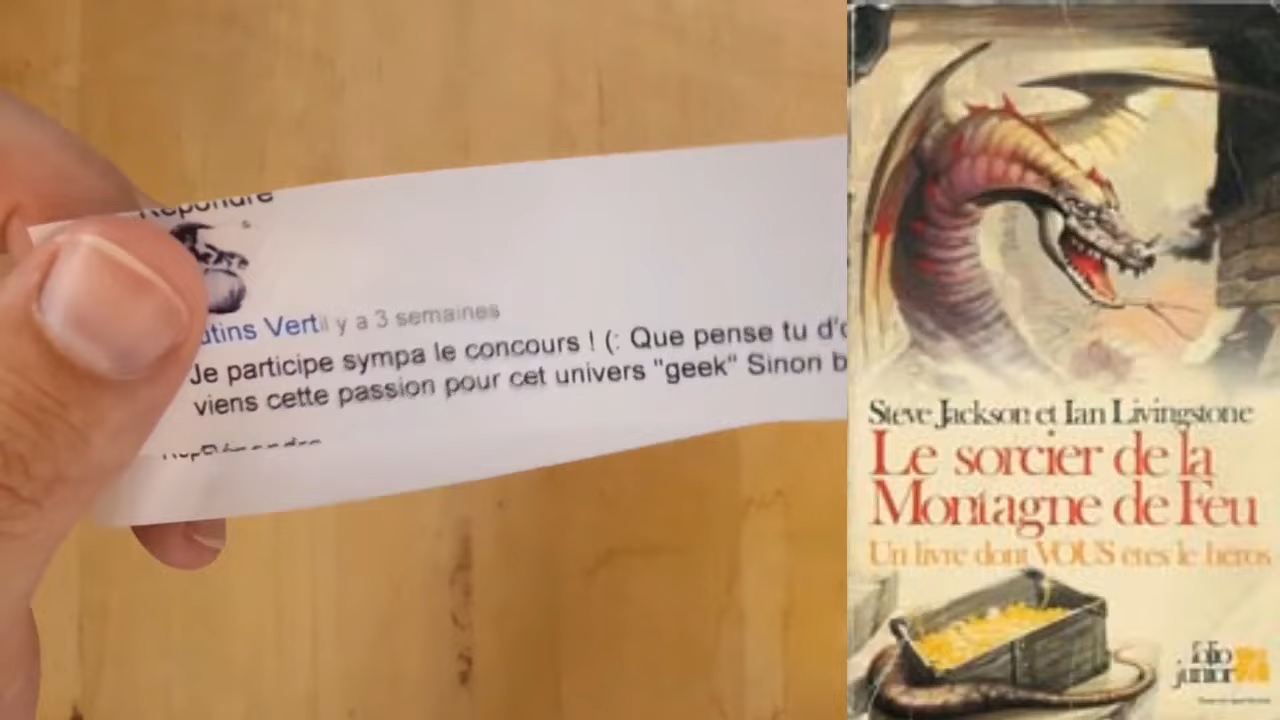 Répondre
utins Vert il y a 3 semaines
Je participe sympa le concours ! (: Que pense tu d'
viens cette passion pour cet univers "geek" Sinon b
Répondre
Steve Jackson et Ian Livingstone
Le sorcier de la
Montagne de Feu
Un livre dont VOUS êtes le héros
folio
junior